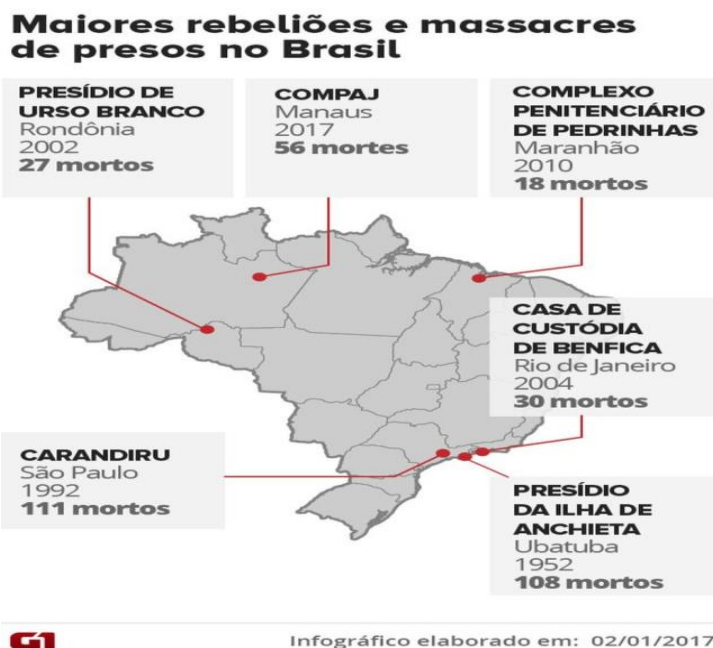 Maiores rebeliões e massacres
de presos no Brasil
PRESÍDIO DE
URSO BRANCO
Rondônia
2002
27 mortos
COMPAJ
Manaus
2017
56 mortes
COMPLEXO
PENITENCIÁRIO
DE PEDRINHAS
Maranhão
2010
18 mortos
CASA DE
CUSTÓDIA
DE BENFICA
Rio de Janeiro
2004
30 mortos
CARANDIRU
São Paulo
1992
111 mortos
PRESÍDIO
DA ILHA DE
ANCHIETA
Ubatuba
1952
108 mortos
G1
Infográfico elaborado em: 02/01/2017